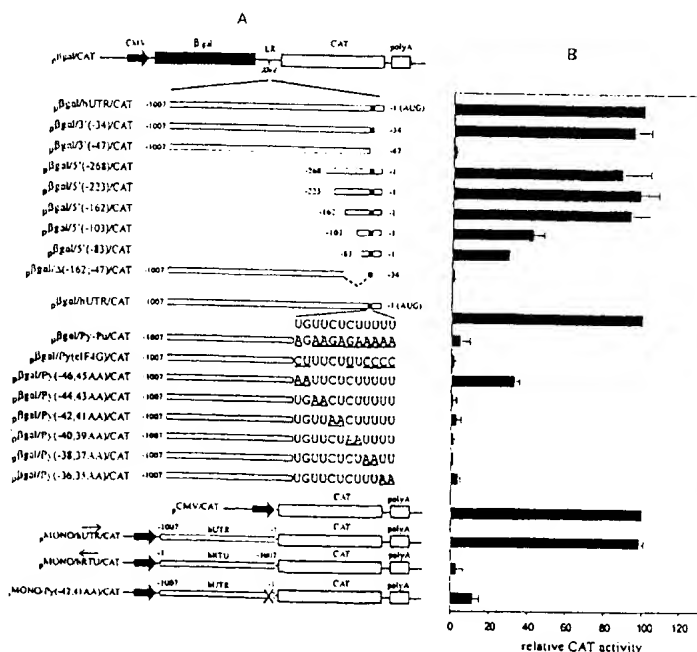 A
B
CMV βgal LR CAT polyA
pβgal/CAT
pβgal/hUTR/CAT -1007 -1 (AUG)
pβgal/3'(-34)/CAT -1007 -34
pβgal/3'(-47)/CAT -1007 -47
pβgal/5'(-268)/CAT -268 -1
pβgal/5'(-223)/CAT -223 -1
pβgal/5'(-162)/CAT -162 -1
pβgal/5'(-103)/CAT -103 -1
pβgal/5'(-83)/CAT -83 -1
pβgal/Δ(-162;-47)/CAT -1007 -34
pβgal/hUTR/CAT -1007 -1 (AUG)
UGUUCUCUUUUU
pβgal/Py-Pu/CAT -1007 AGAAGAGAAAAA
pβgal/Py(eIF4G)/CAT -1007 CUUUCUUUCCCC
pβgal/Py(-46,45AA)/CAT -1007 AAUUCUCUUUUU
pβgal/Py(-44,43AA)/CAT -1007 UGAACUCUUUUU
pβgal/Py(-42,41AA)/CAT -1007 UGUUAACUUUUU
pβgal/Py(-40,39AA)/CAT -1007 UGUUCUAAUUUU
pβgal/Py(-38,37AA)/CAT -1007 UGUUCUCUAAUU
pβgal/Py(-36,35AA)/CAT -1007 UGUUCUCUUUAA
pCMV/CAT CAT polyA
pMONO/hUTR/CAT -1007 hUTR -1 CAT polyA
pMONO/hRTU/CAT -1 hRTU -1007 CAT polyA
pMONO/Py(-42,41AA)/CAT -1007 hUTR -1 CAT polyA
0 20 40 60 80 100 120
relative CAT activity